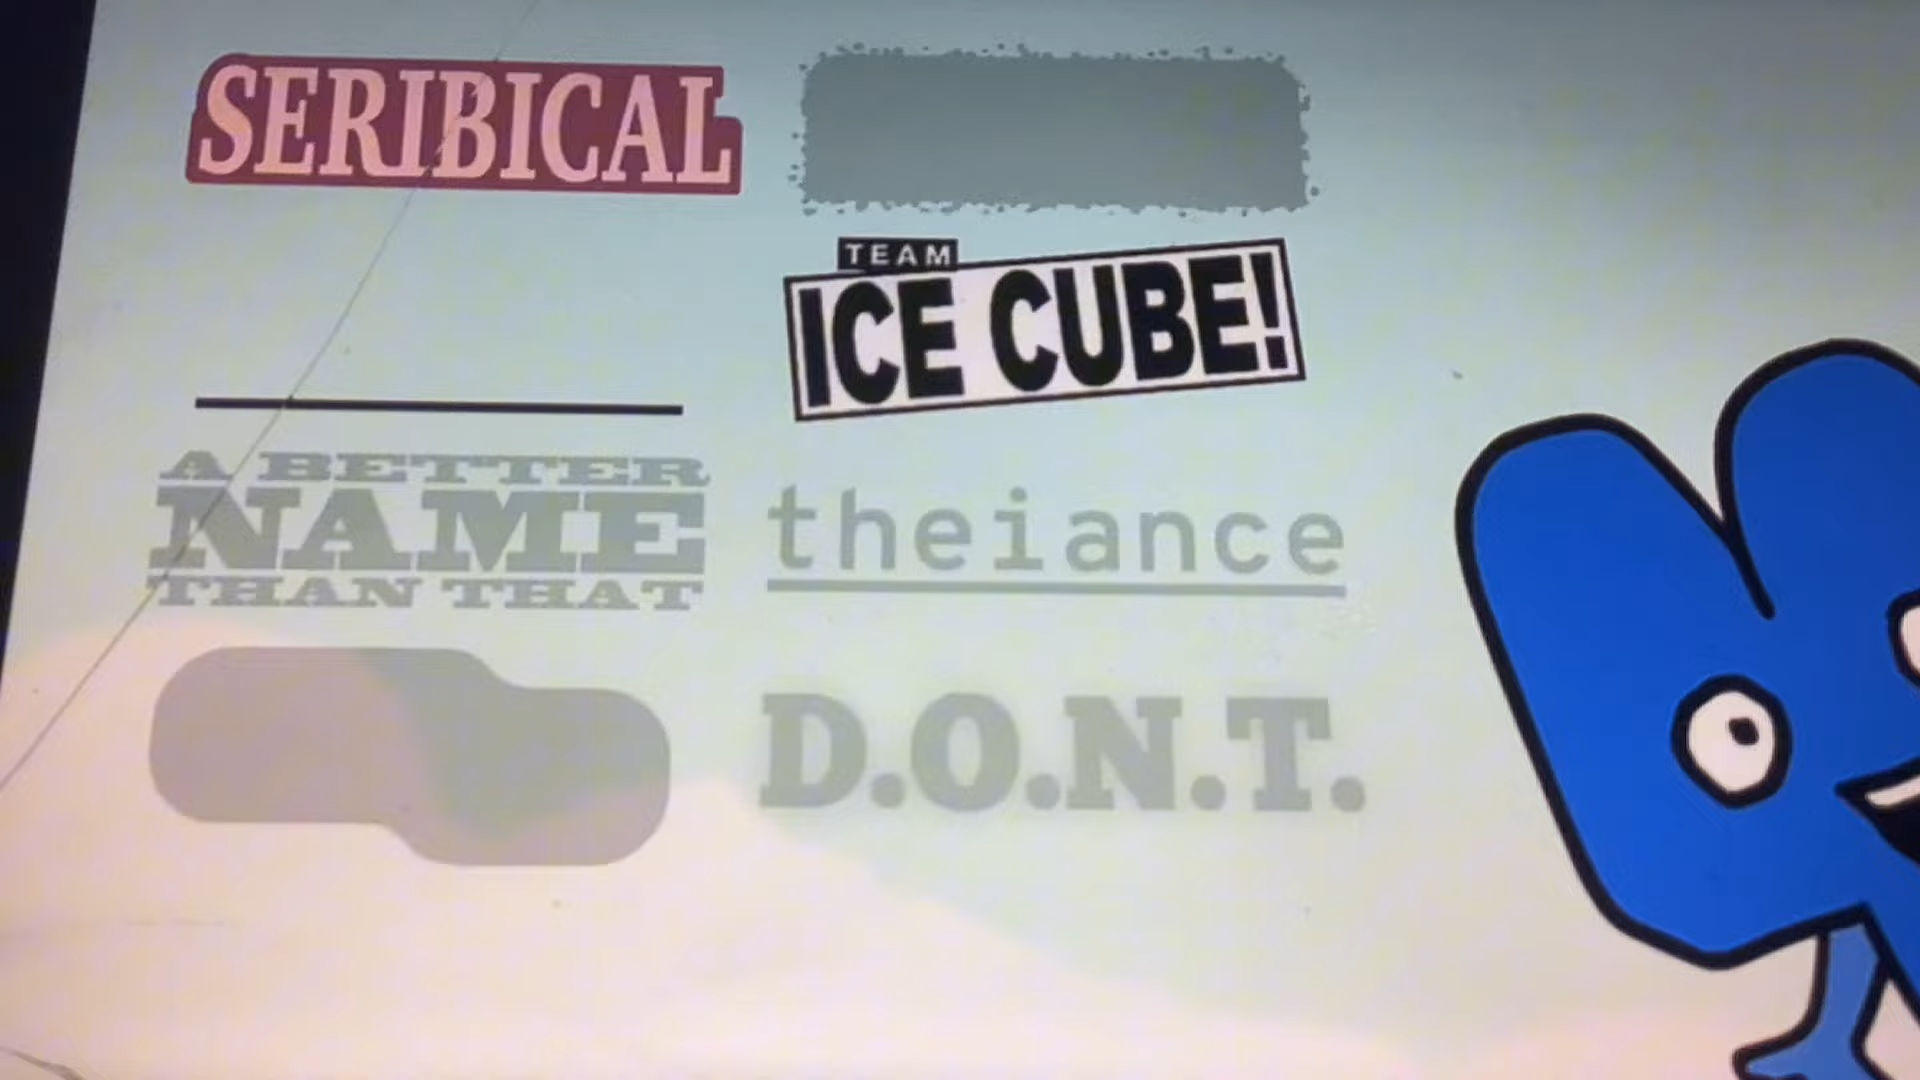 SERIBICAL
TEAM
ICE CUBE!
A BETTER
NAME
THAN THAT
theiance
D.O.N.T.